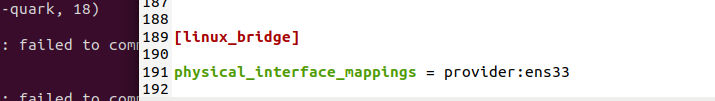 -quark, 18)
: failed to com
: failed to com
187
188
189 [linux_bridge]
190
191 physical_interface_mappings = provider:ens33
192